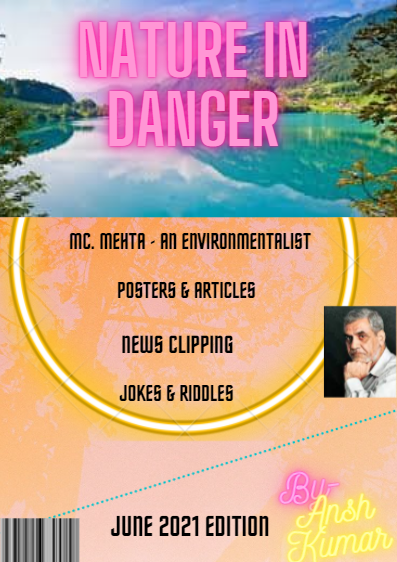 NATURE IN
DANGER
MC. MEHTA - AN ENVIRONMENTALIST
POSTERS & ARTICLES
NEWS CLIPPING
JOKES & RIDDLES
JUNE 2021 EDITION
By-
Ansh
Kumar